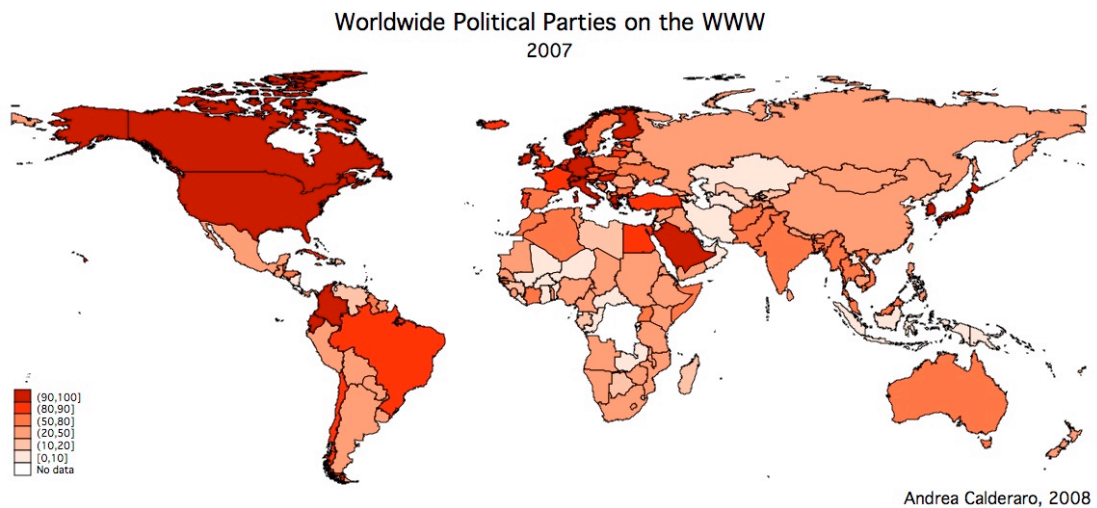 Worldwide Political Parties on the WWW
2007
(90,100]
(80,90]
(50,80]
(20,50]
(10,20]
[0,10]
No data
Andrea Calderaro, 2008